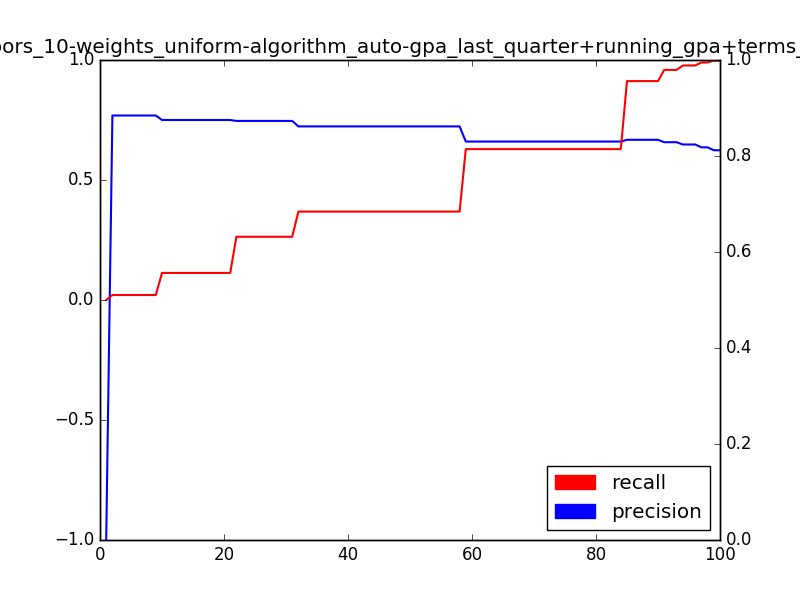 oors_10-weights_uniform-algorithm_auto-gpa_last_quarter+running_gpa+terms_
1.0
0.5
0.0
−0.5
−1.0
1.0
0.8
0.6
0.4
0.2
0.0
recall
precision
0 20 40 60 80 100